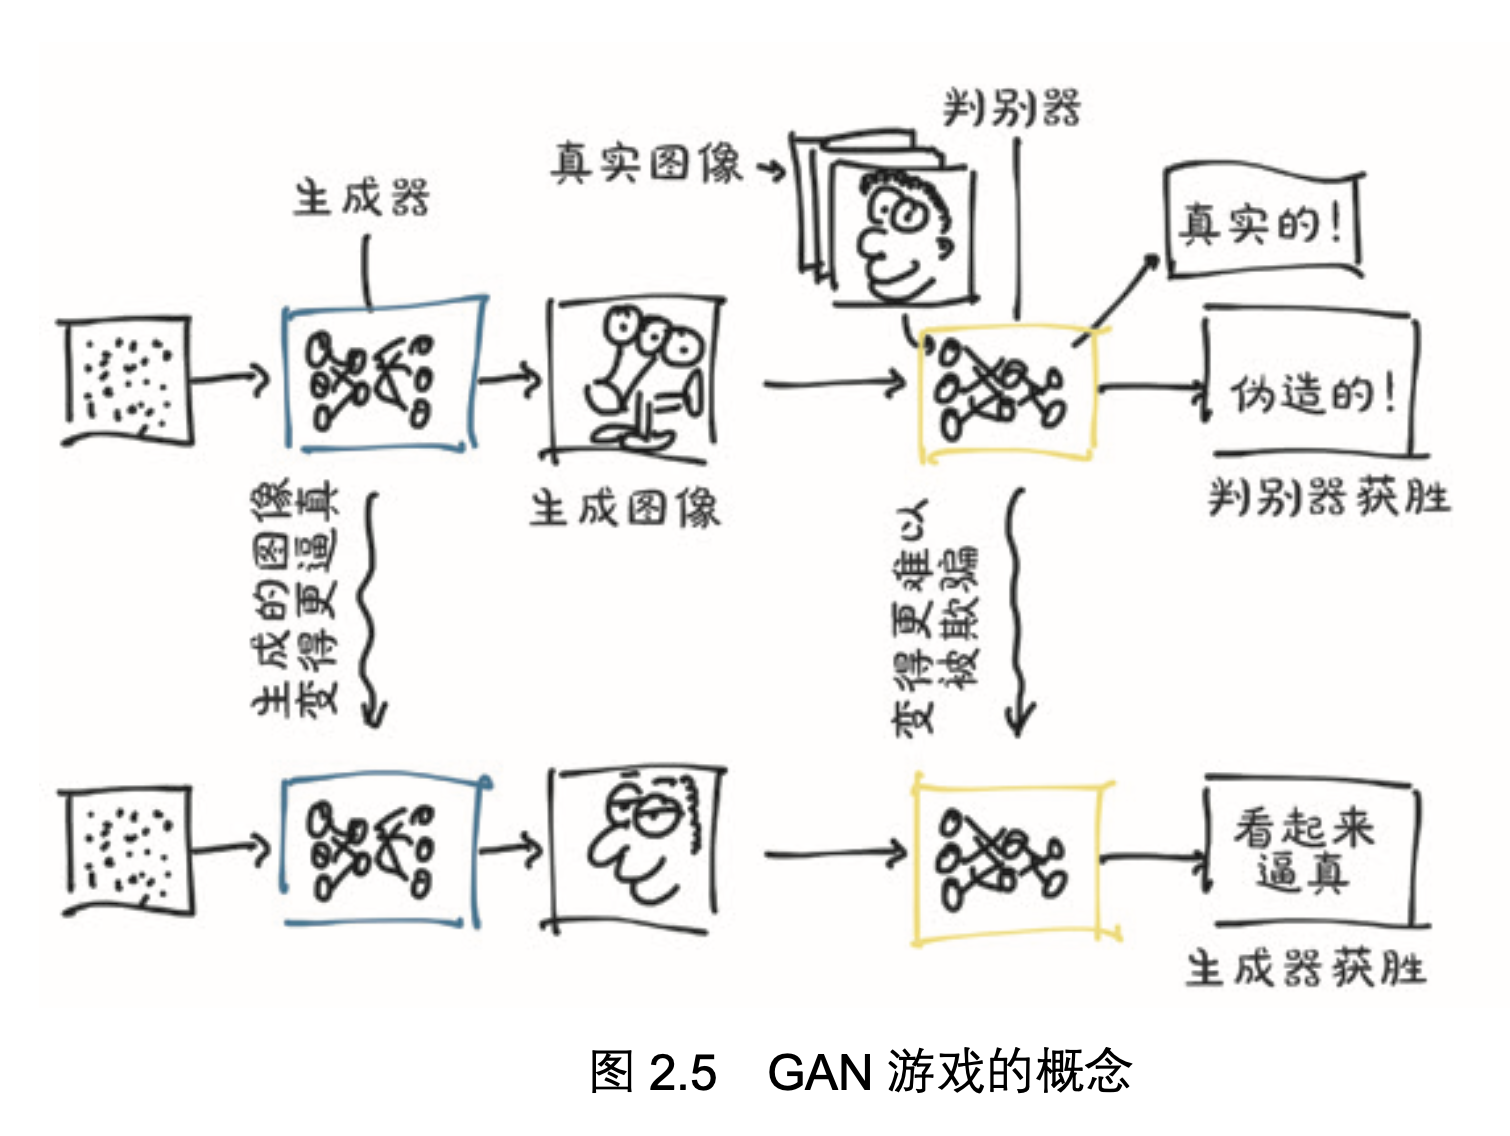 判别器
真实图像
生成器
真实的！
伪造的！
生成图像
判别器获胜
生成的图像
变得更逼真
变得更难以
被欺骗
看起来
逼真
生成器获胜
图 2.5 GAN 游戏的概念